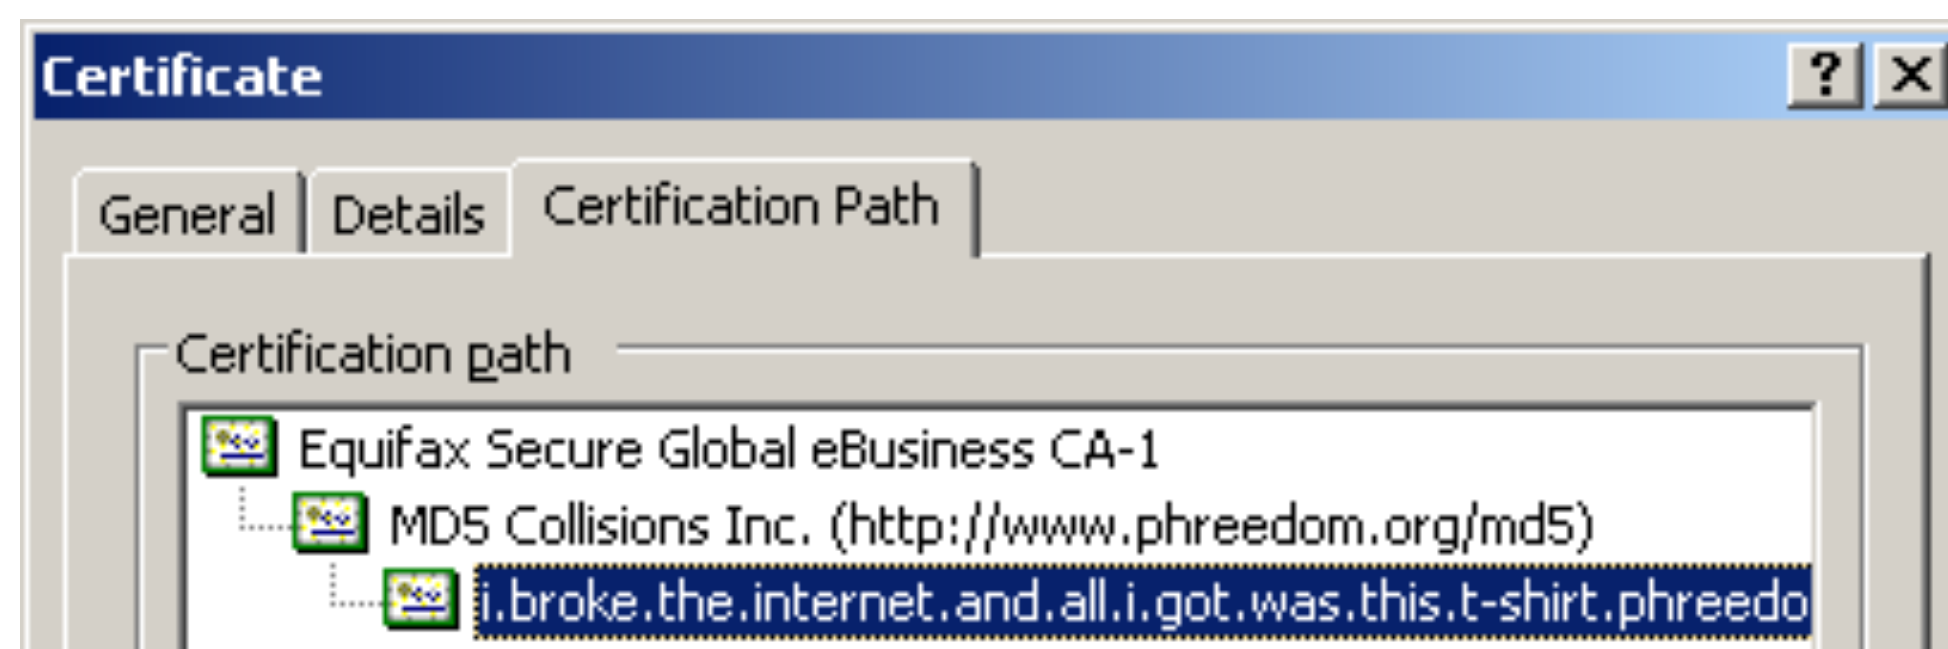 Certificate
General Details Certification Path
Certification path
Equifax Secure Global eBusiness CA-1
MD5 Collisions Inc. (http://www.phreedom.org/md5)
i.broke.the.internet.and.all.i.got.was.this.t-shirt.phreedo